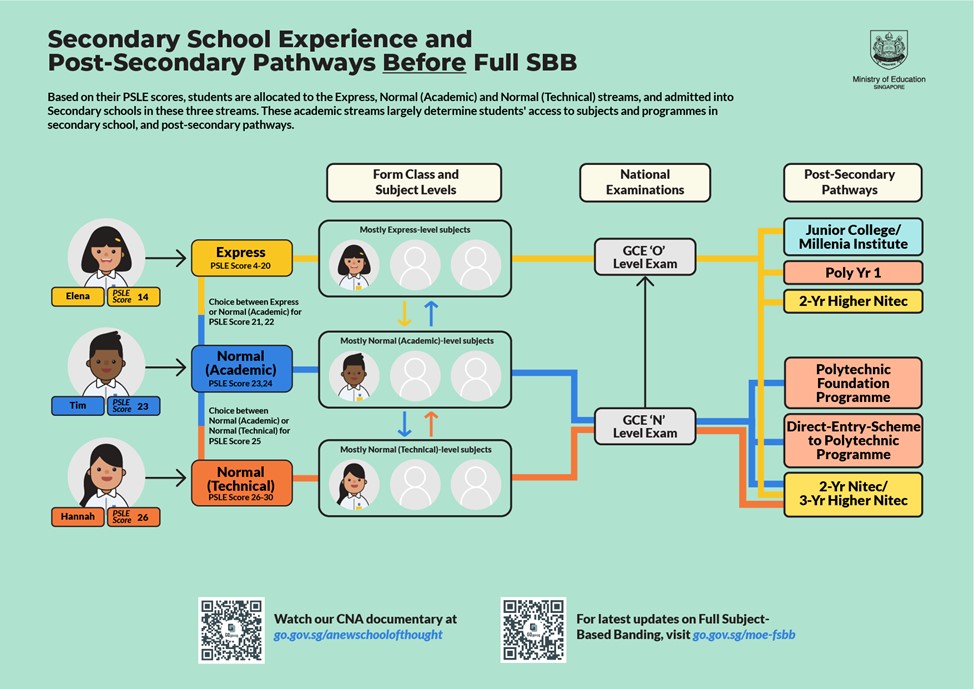 Secondary School Experience and
Post-Secondary Pathways Before Full SBB
Ministry of Education
SINGAPORE
Based on their PSLE scores, students are allocated to the Express, Normal (Academic) and Normal (Technical) streams, and admitted into
Secondary schools in these three streams. These academic streams largely determine students' access to subjects and programmes in
secondary school, and post-secondary pathways.
Form Class and
Subject Levels
National
Examinations
Post-Secondary
Pathways
Elena
PSLE
Score
14
Express
PSLE Score 4-20
Mostly Express-level subjects
GCE 'O'
Level Exam
Junior College/
Millenia Institute
Poly Yr 1
2-Yr Higher Nitec
Choice between Express
or Normal (Academic) for
PSLE Score 21, 22
Tim
PSLE
Score
23
Normal
(Academic)
PSLE Score 23,24
Mostly Normal (Academic)-level subjects
Polytechnic
Foundation
Programme
Choice between
Normal (Academic) or
Normal (Technical) for
PSLE Score 25
GCE 'N'
Level Exam
Direct-Entry-Scheme
to Polytechnic
Programme
Hannah
PSLE
Score
26
Normal
(Technical)
PSLE Score 26-30
Mostly Normal (Technical)-level subjects
2-Yr Nitec/
3-Yr Higher Nitec
Watch our CNA documentary at
go.gov.sg/anewschoolofthought
For latest updates on Full Subject-
Based Banding, visit go.gov.sg/moe-fsbb